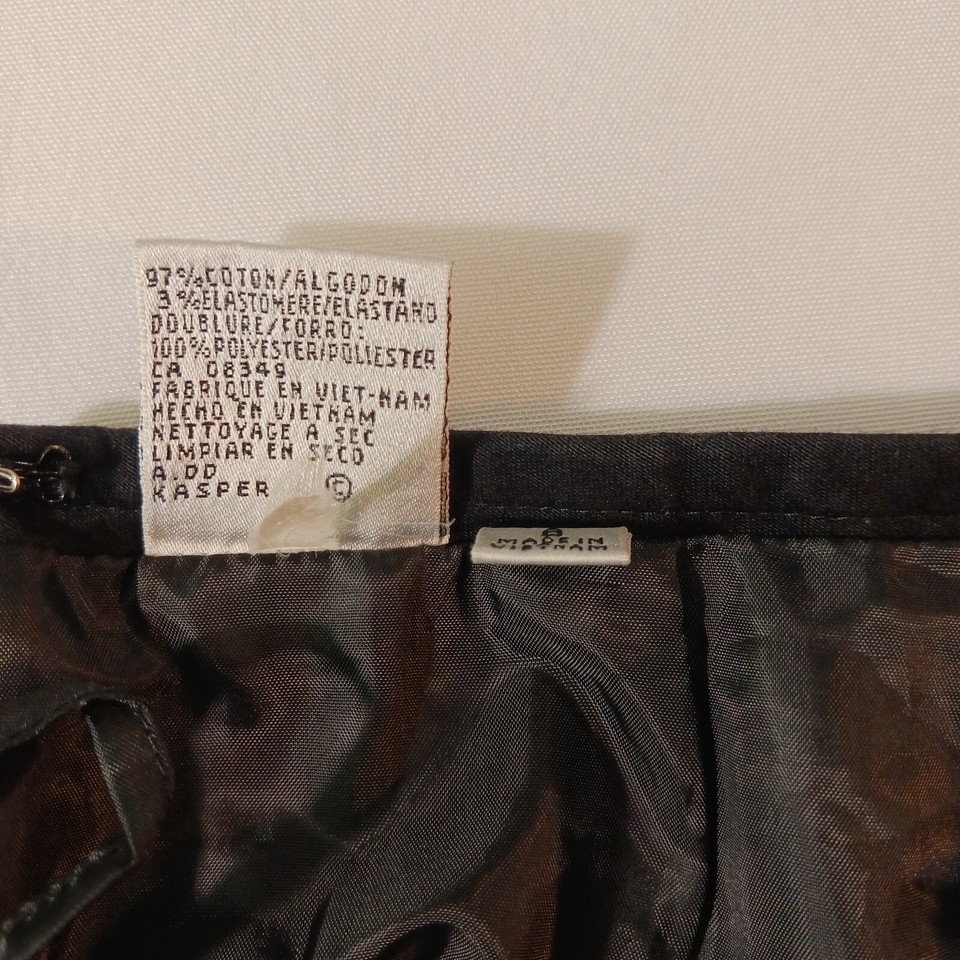 97%COTON/ALGODON
3%ELASTOMERE/ELASTANO
DOUBLURE/FORRO:
100%POLYESTER/POLIESTER
CA 08349
FABRIQUE EN VIET-NAM
HECHO EN VIETNAM
NETTOYAGE A SEC
LIMPIAR EN SECO
A.DD
KASPER
8
MADE IN
VIETNAM